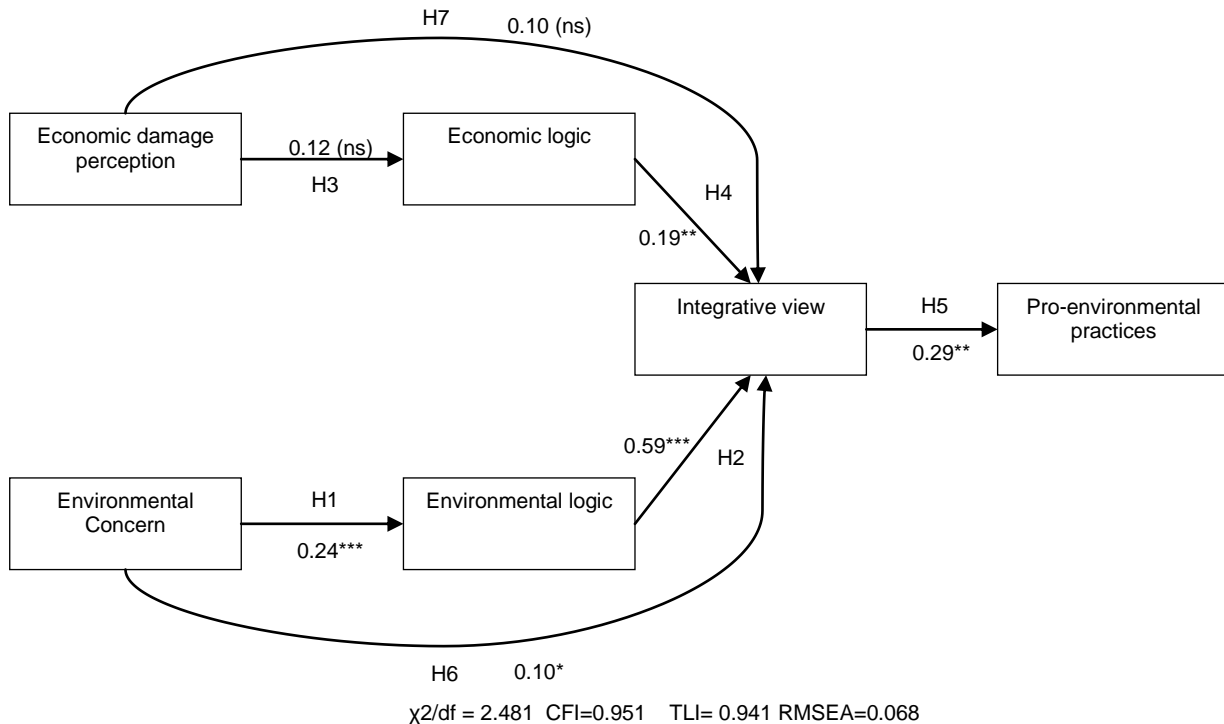 H7
0.10 (ns)
Economic damage
perception
0.12 (ns)
H3
Economic logic
H4
0.19**
Integrative view
H5
0.29**
Pro-environmental
practices
0.59***
H2
Environmental
Concern
H1
0.24***
Environmental logic
H6
0.10*
χ2/df = 2.481 CFI=0.951 TLI= 0.941 RMSEA=0.068